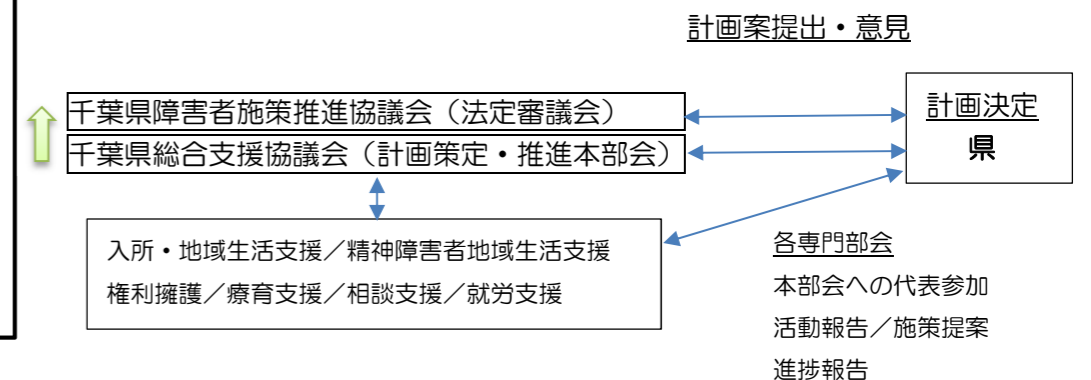 計画案提出・意見
千葉県障害者施策推進協議会（法定審議会）
千葉県総合支援協議会（計画策定・推進本部会）
計画決定
県
入所・地域生活支援／精神障害者地域生活支援
権利擁護／療育支援／相談支援／就労支援
各専門部会
本部会への代表参加
活動報告／施策提案
進捗報告